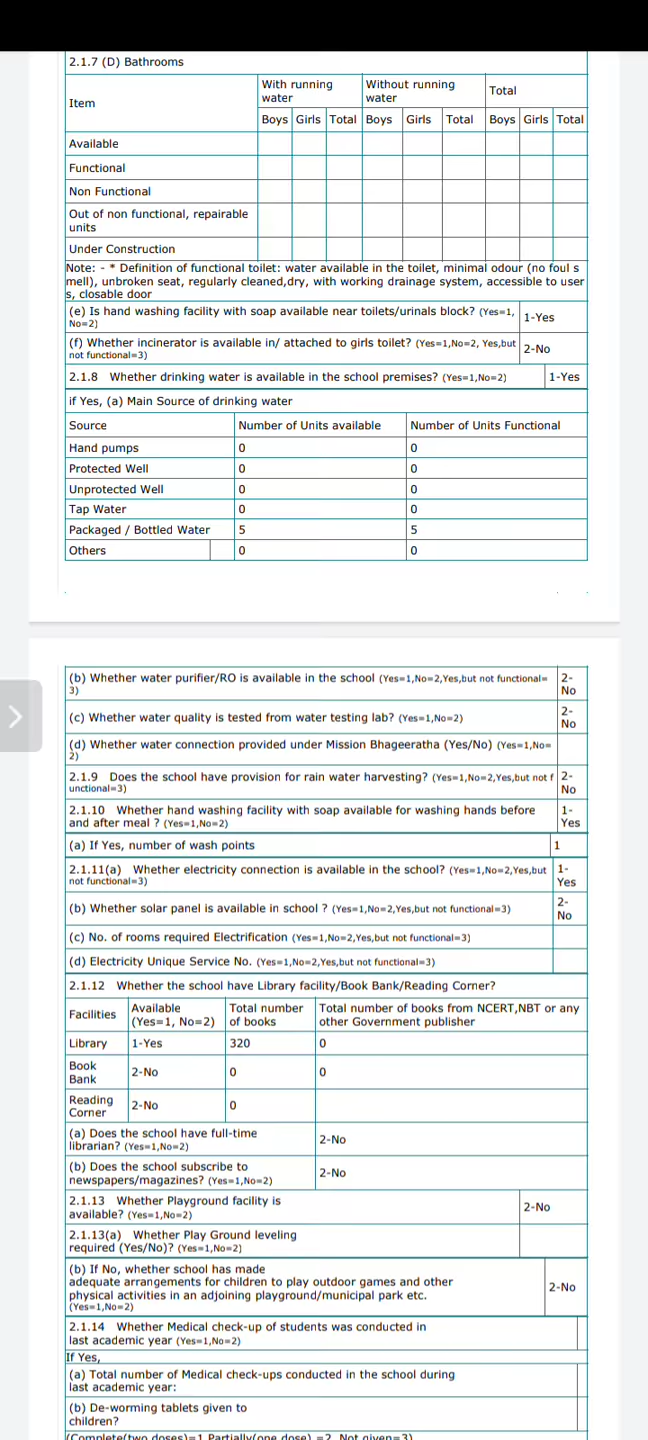 2.1.7 (D) Bathrooms
Item
With running water
Without running water
Total
Boys Girls Total Boys Girls Total Boys Girls Total
Available
Functional
Non Functional
Out of non functional, repairable
units
Under Construction
Note: - * Definition of functional toilet: water available in the toilet, minimal odour (no foul s
mell), unbroken seat, regularly cleaned,dry, with working drainage system, accessible to user
s, closable door
(e) Is hand washing facility with soap available near toilets/urinals block? (Yes=1,
No=2)
1-Yes
(f) Whether incinerator is available in/ attached to girls toilet? (Yes=1,No=2, Yes,but
not functional=3)
2-No
2.1.8 Whether drinking water is available in the school premises? (Yes=1,No=2) 1-Yes
if Yes, (a) Main Source of drinking water
Source Number of Units available Number of Units Functional
Hand pumps 0 0
Protected Well 0 0
Unprotected Well 0 0
Tap Water 0 0
Packaged / Bottled Water 5 5
Others 0 0
(b) Whether water purifier/RO is available in the school (Yes=1,No=2,Yes,but not functional=
3)
2-
No
(c) Whether water quality is tested from water testing lab? (Yes=1,No=2)
2-
No
(d) Whether water connection provided under Mission Bhageeratha (Yes/No) (Yes=1,No=
2)
2.1.9 Does the school have provision for rain water harvesting? (Yes=1,No=2,Yes,but not f
unctional=3)
2-
No
2.1.10 Whether hand washing facility with soap available for washing hands before
and after meal ? (Yes=1,No=2)
1-
Yes
(a) If Yes, number of wash points 1
2.1.11(a) Whether electricity connection is available in the school? (Yes=1,No=2,Yes,but
not functional=3)
1-
Yes
(b) Whether solar panel is available in school ? (Yes=1,No=2,Yes,but not functional=3)
2-
No
(c) No. of rooms required Electrification (Yes=1,No=2,Yes,but not functional=3)
(d) Electricity Unique Service No. (Yes=1,No=2,Yes,but not functional=3)
2.1.12 Whether the school have Library facility/Book Bank/Reading Corner?
Facilities
Available
(Yes=1, No=2)
Total number
of books
Total number of books from NCERT,NBT or any
other Government publisher
Library 1-Yes 320 0
Book
Bank
2-No 0 0
Reading
Corner
2-No 0
(a) Does the school have full-time
librarian? (Yes=1,No=2)
2-No
(b) Does the school subscribe to
newspapers/magazines? (Yes=1,No=2)
2-No
2.1.13 Whether Playground facility is
available? (Yes=1,No=2)
2-No
2.1.13(a) Whether Play Ground leveling
required (Yes/No)? (Yes=1,No=2)
(b) If No, whether school has made
adequate arrangements for children to play outdoor games and other
physical activities in an adjoining playground/municipal park etc.
(Yes=1,No=2)
2-No
2.1.14 Whether Medical check-up of students was conducted in
last academic year (Yes=1,No=2)
If Yes,
(a) Total number of Medical check-ups conducted in the school during
last academic year:
(b) De-worming tablets given to
children?
(Complete(two doses)=1 Partially(one dose) =2 Not given=3)